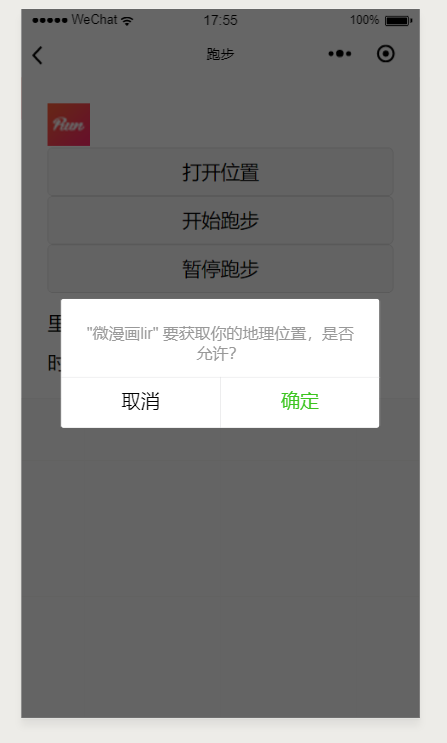 WeChat 17:55 100%
跑步
Run
打开位置
开始跑步
暂停跑步
里
时
"微漫画lir" 要获取你的地理位置，是否
允许？
取消 确定